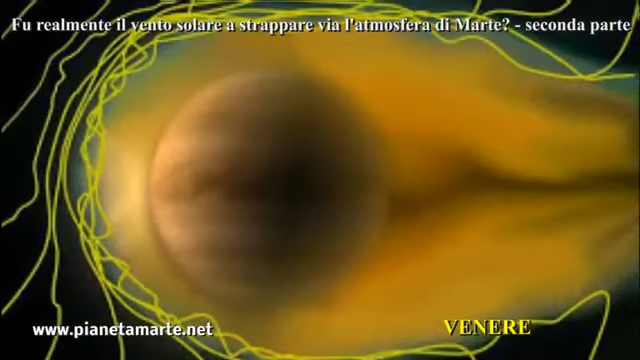 Fu realmente il vento solare a strappare via l'atmosfera di Marte? - seconda parte
www.pianetamarte.net
VENERE